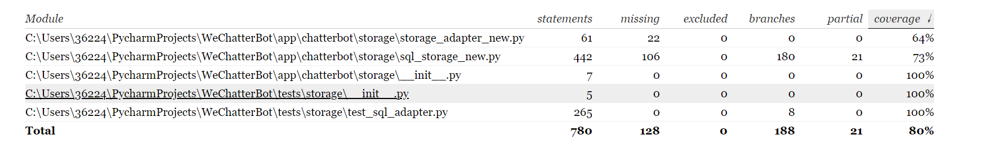 Module statements missing excluded branches partial coverage ↓
C:\Users\36224\PycharmProjects\WeChatterBot\app\chatterbot\storage\storage_adapter_new.py 61 22 0 0 0 64%
C:\Users\36224\PycharmProjects\WeChatterBot\app\chatterbot\storage\sql_storage_new.py 442 106 0 180 21 73%
C:\Users\36224\PycharmProjects\WeChatterBot\app\chatterbot\storage\__init__.py 7 0 0 0 0 100%
C:\Users\36224\PycharmProjects\WeChatterBot\tests\storage\__init__.py 5 0 0 0 0 100%
C:\Users\36224\PycharmProjects\WeChatterBot\tests\storage\test_sql_adapter.py 265 0 0 8 0 100%
Total 780 128 0 188 21 80%